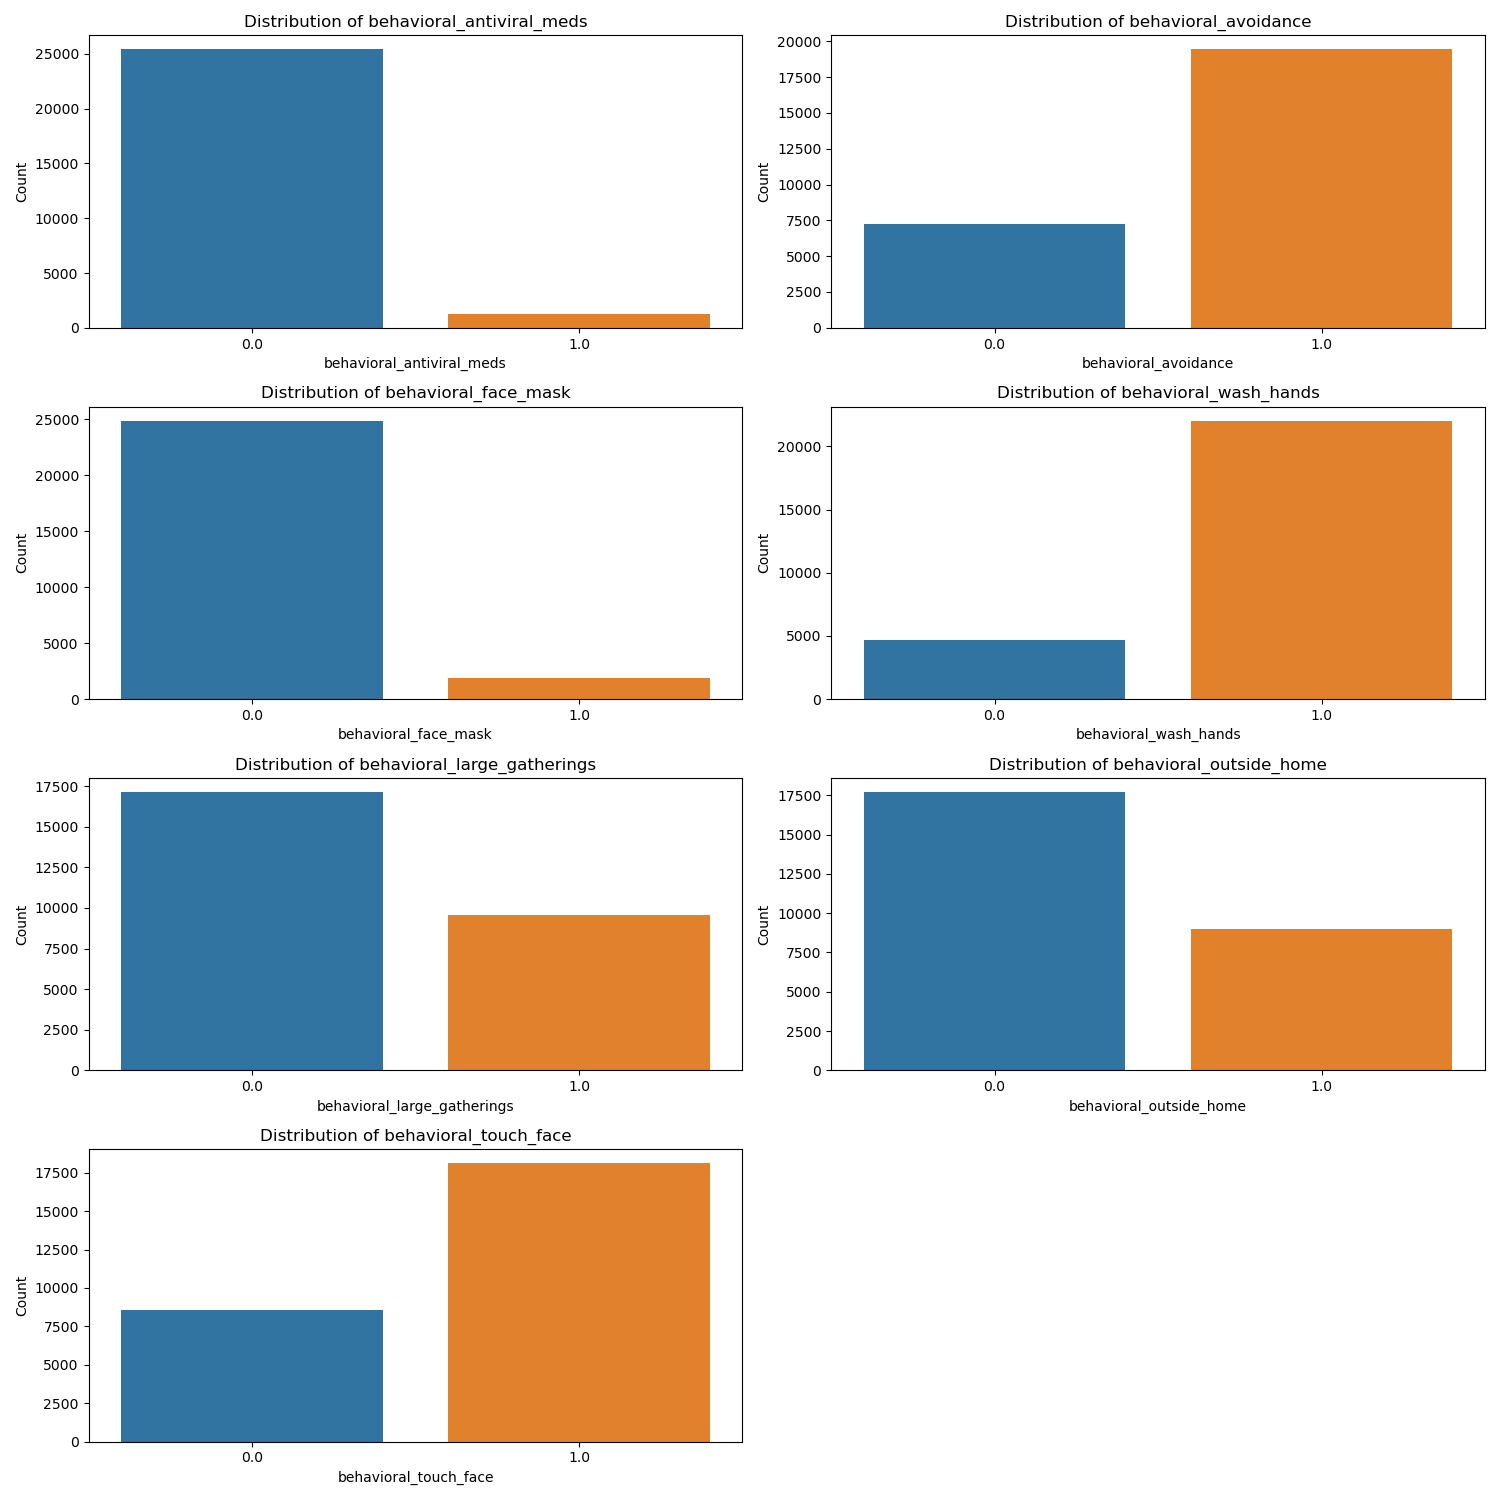 Distribution of behavioral_antiviral_meds
25000
20000
15000
10000
5000
0
Count
0.0 1.0
behavioral_antiviral_meds
Distribution of behavioral_avoidance
20000
17500
15000
12500
10000
7500
5000
2500
0
Count
0.0 1.0
behavioral_avoidance
Distribution of behavioral_face_mask
25000
20000
15000
10000
5000
0
Count
0.0 1.0
behavioral_face_mask
Distribution of behavioral_wash_hands
20000
15000
10000
5000
0
Count
0.0 1.0
behavioral_wash_hands
Distribution of behavioral_large_gatherings
17500
15000
12500
10000
7500
5000
2500
0
Count
0.0 1.0
behavioral_large_gatherings
Distribution of behavioral_outside_home
17500
15000
12500
10000
7500
5000
2500
0
Count
0.0 1.0
behavioral_outside_home
Distribution of behavioral_touch_face
17500
15000
12500
10000
7500
5000
2500
0
Count
0.0 1.0
behavioral_touch_face